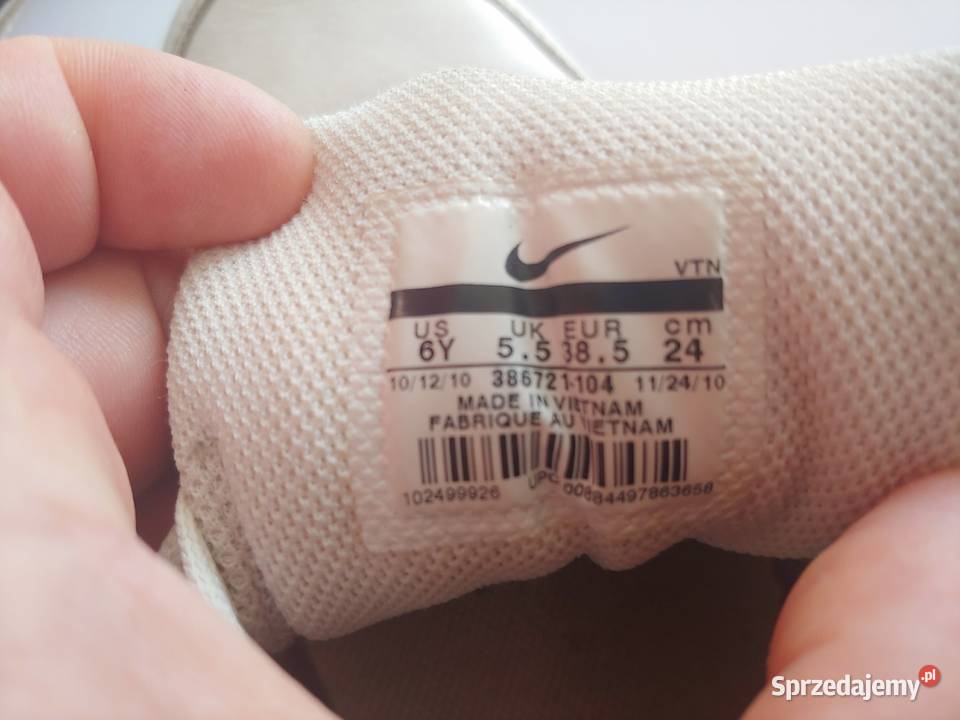 VTN
US UK EUR cm
6Y 5.5 38.5 24
10/12/10 386721-104 11/24/10
MADE IN VIETNAM
FABRIQUE AU VIETNAM
102499926 UPC 00884497863658
Sprzedajemy.pl